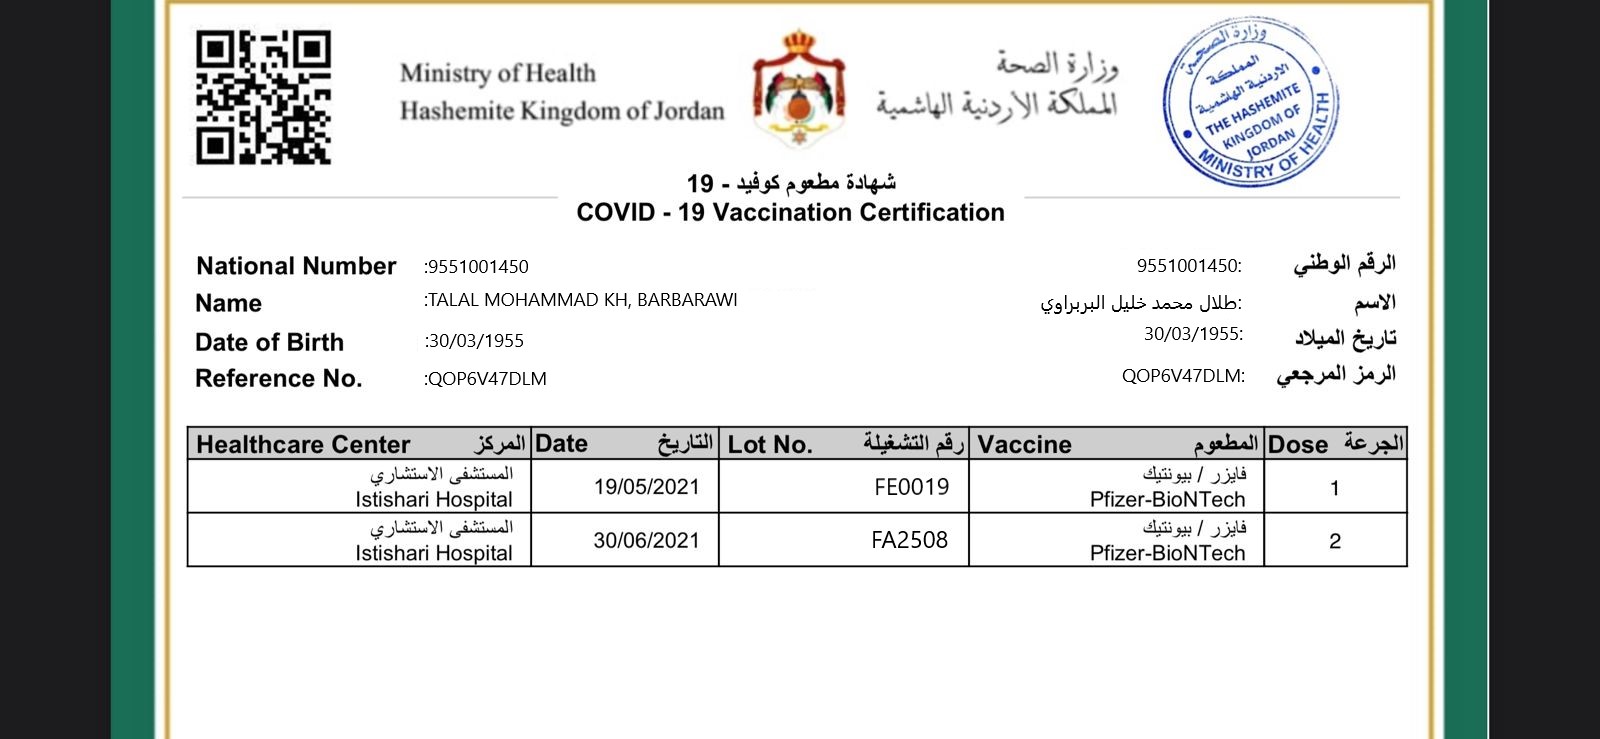 Ministry of Health
Hashemite Kingdom of Jordan
وزارة الصحة
المملكة الأردنية الهاشمية
وزارة الصحة
المملكة
الاردنية الهاشمية
THE HASHEMITE
KINGDOM OF
JORDAN
MINISTRY OF HEALTH
شهادة مطعوم كوفيد - 19
COVID - 19 Vaccination Certification
National Number :9551001450 الرقم الوطني :9551001450
Name :TALAL MOHAMMAD KH, BARBARAWI الاسم :طلال محمد خليل البربراوي
Date of Birth :30/03/1955 تاريخ الميلاد :30/03/1955
Reference No. :QOP6V47DLM الرمز المرجعي :QOP6V47DLM
Healthcare Center المركز Date التاريخ Lot No. رقم التشغيلة Vaccine المطعوم Dose الجرعة
المستشفى الاستشاري فايزر / بيونتيك
Istishari Hospital 19/05/2021 FE0019 Pfizer-BioNTech 1
المستشفى الاستشاري فايزر / بيونتيك
Istishari Hospital 30/06/2021 FA2508 Pfizer-BioNTech 2